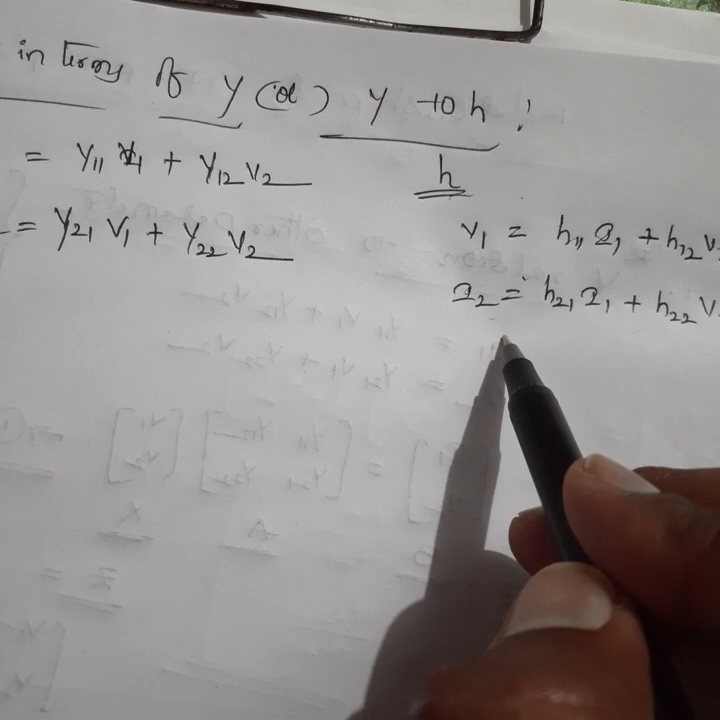 in terms of Y (or) Y to h !
= Y11 V1 + Y12 V2
= Y21 V1 + Y22 V2
h
V1 = h11 I1 + h12 V
I2 = h21 I1 + h22 V